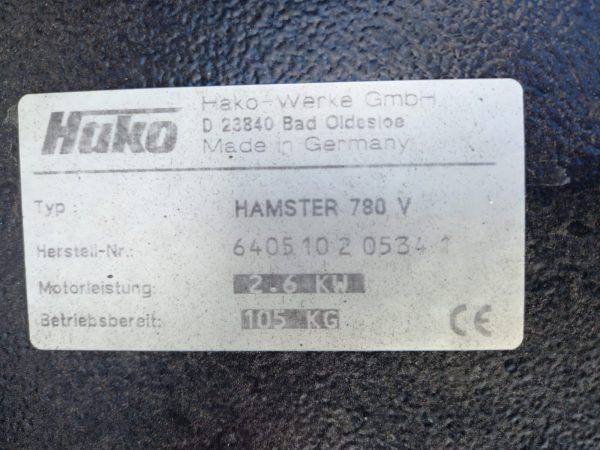 Hako
Hako-Werke GmbH
D 23840 Bad Oldesloe
Made in Germany
Typ : HAMSTER 780 V
Herstell-Nr.: 6405 10 2 0534 1
Motorleistung: 2.6 KW
Betriebsbereit: 105 KG
CE